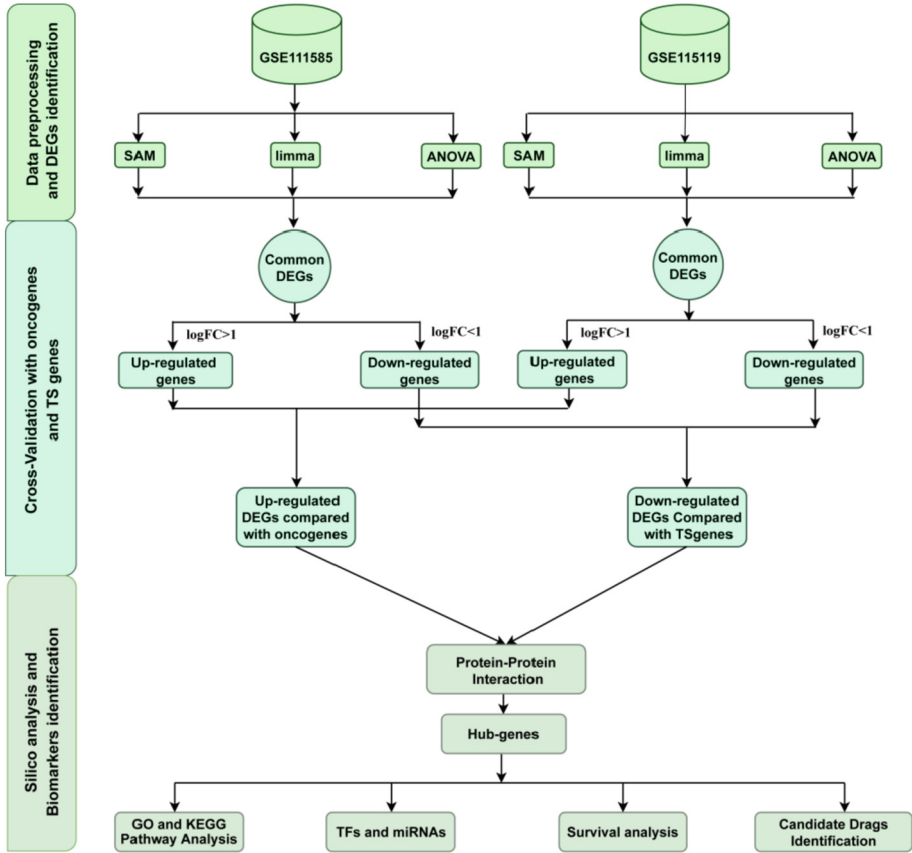 Data preprocessing
and DEGs identification
GSE111585
GSE115119
SAM
limma
ANOVA
SAM
limma
ANOVA
Cross-Validation with oncogenes
and TS genes
Common
DEGs
Common
DEGs
logFC>1
logFC<1
logFC>1
logFC<1
Up-regulated
genes
Down-regulated
genes
Up-regulated
genes
Down-regulated
genes
Up-regulated
DEGs compared
with oncogenes
Down-regulated
DEGs Compared
with TSgenes
Silico analysis and
Biomarkers identification
Protein-Protein
Interaction
Hub-genes
GO and KEGG
Pathway Analysis
TFs and miRNAs
Survival analysis
Candidate Drags
Identification